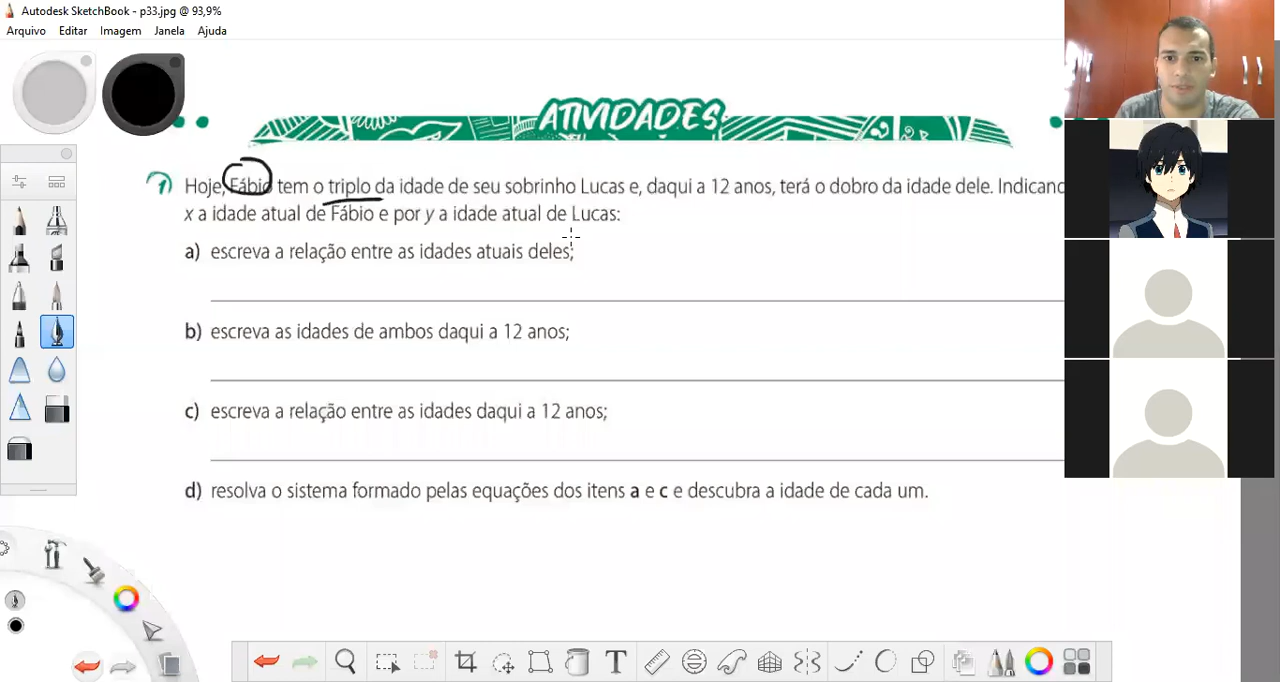 Autodesk SketchBook - p33.jpg @ 93,9%
Arquivo Editar Imagem Janela Ajuda
ATIVIDADES
1 Hoje, Fábio tem o triplo da idade de seu sobrinho Lucas e, daqui a 12 anos, terá o dobro da idade dele. Indicand
x a idade atual de Fábio e por y a idade atual de Lucas:
a) escreva a relação entre as idades atuais deles;
b) escreva as idades de ambos daqui a 12 anos;
c) escreva a relação entre as idades daqui a 12 anos;
d) resolva o sistema formado pelas equações dos itens a e c e descubra a idade de cada um.
T